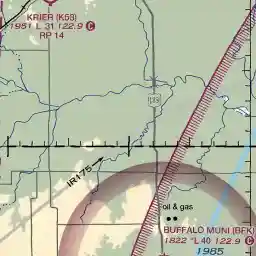 KRIER (K58)
1981 L 31 122.9 C
RP 14
IR175
oil & gas
BUFFALO MUNI (BFK)
1822 *L 40 122.9 C
1985